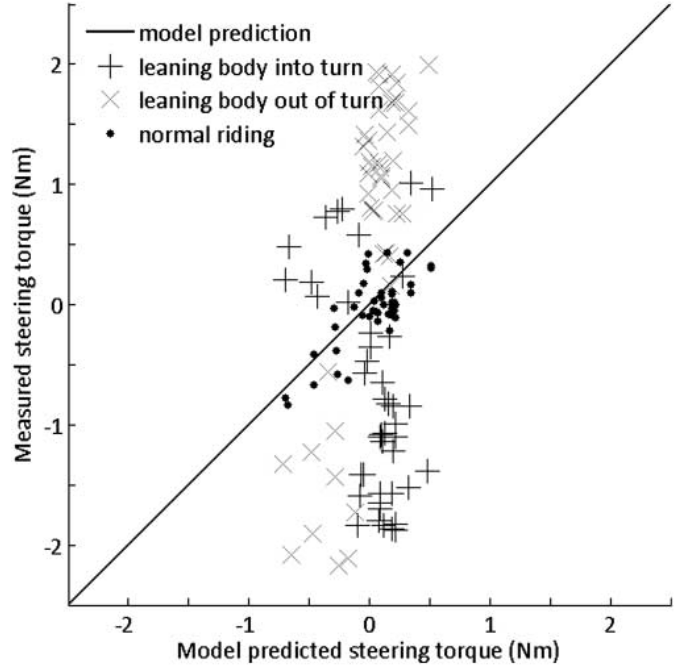 model prediction
leaning body into turn
leaning body out of turn
normal riding
2
1
0
-1
-2
Measured steering torque (Nm)
-2 -1 0 1 2
Model predicted steering torque (Nm)